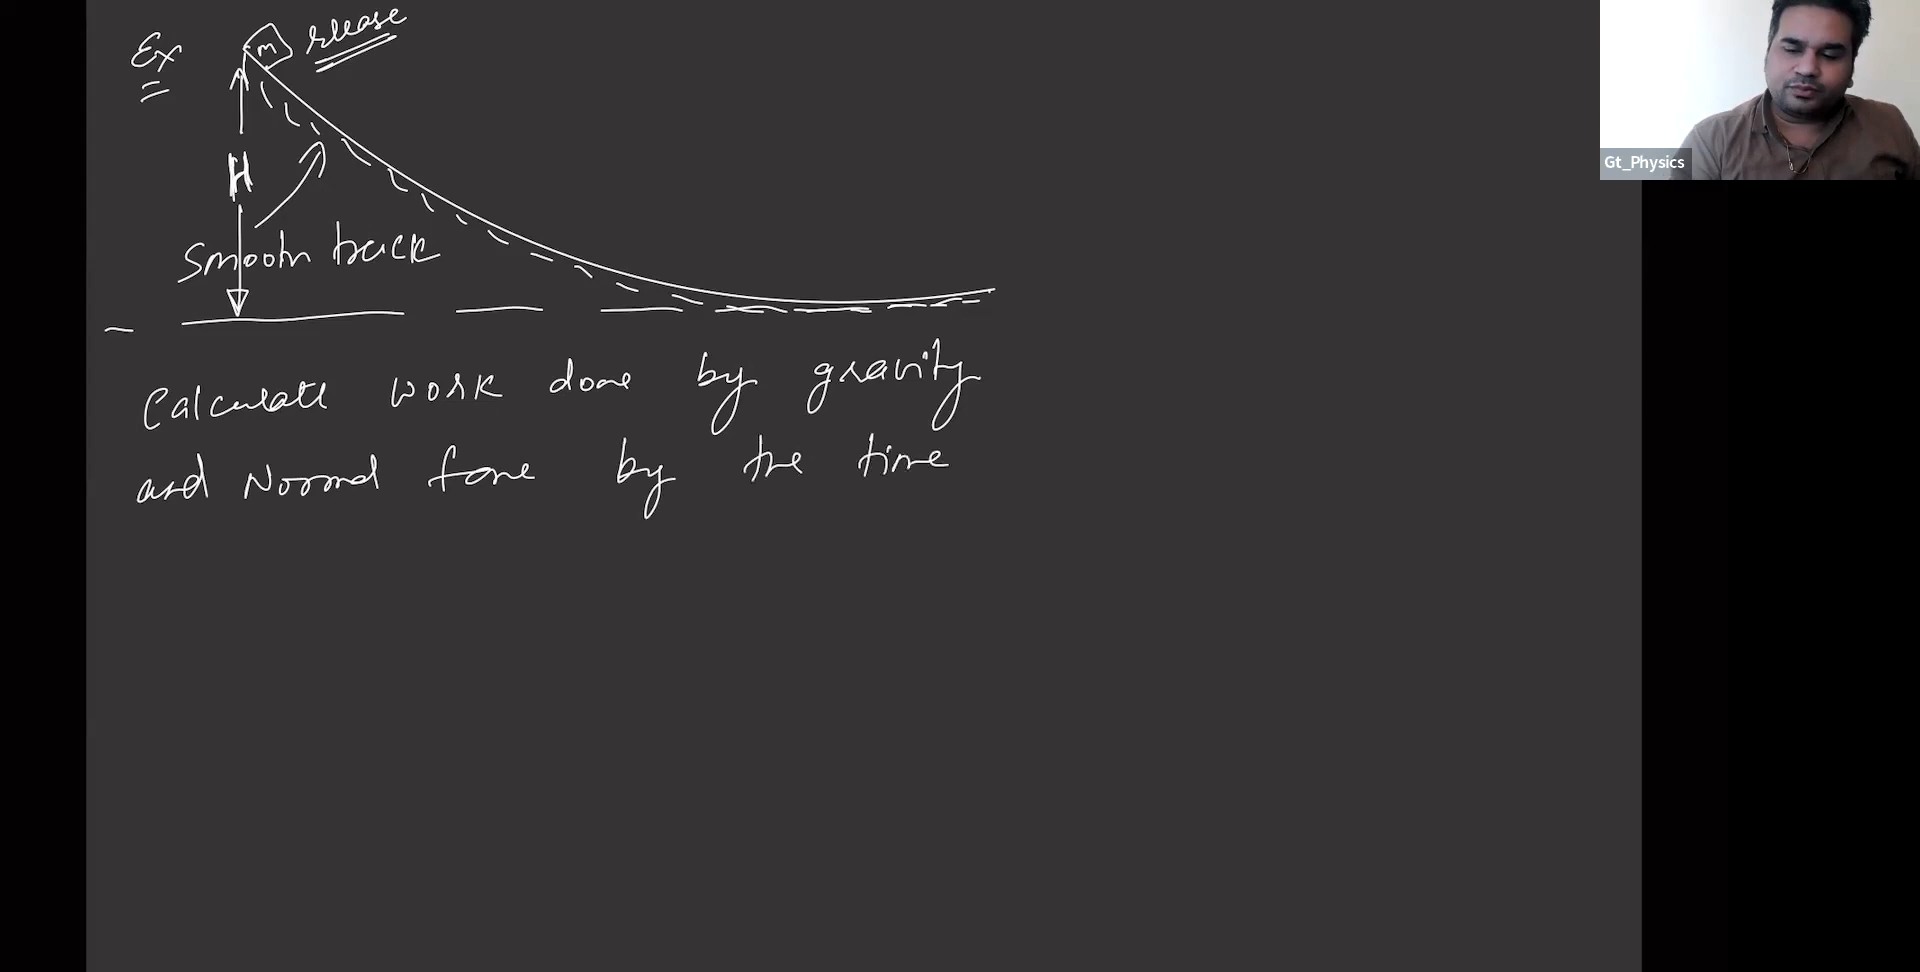 Ex
m release
Gt_Physics
H
Smooth track
Calculate work done by gravity
and Normal force by the time